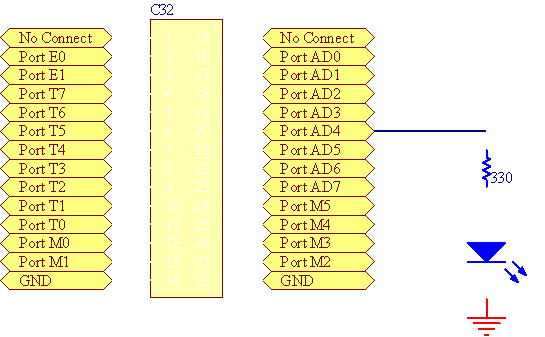 C32
No Connect 1 15 No Connect
Port E0 2 16 Port AD0
Port E1 3 17 Port AD1
Port T7 4 18 Port AD2
Port T6 5 19 Port AD3
Port T5 6 20 Port AD4
Port T4 7 21 Port AD5
Port T3 8 22 Port AD6
Port T2 9 23 Port AD7
Port T1 10 24 Port M5
Port T0 11 25 Port M4
Port M0 12 26 Port M3
Port M1 13 27 Port M2
GND 14 28 GND
330